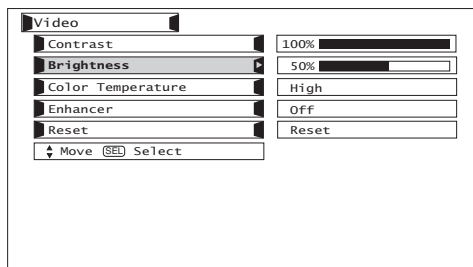 Video
Contrast 100%
Brightness 50%
Color Temperature High
Enhancer Off
Reset Reset
Move SEL Select